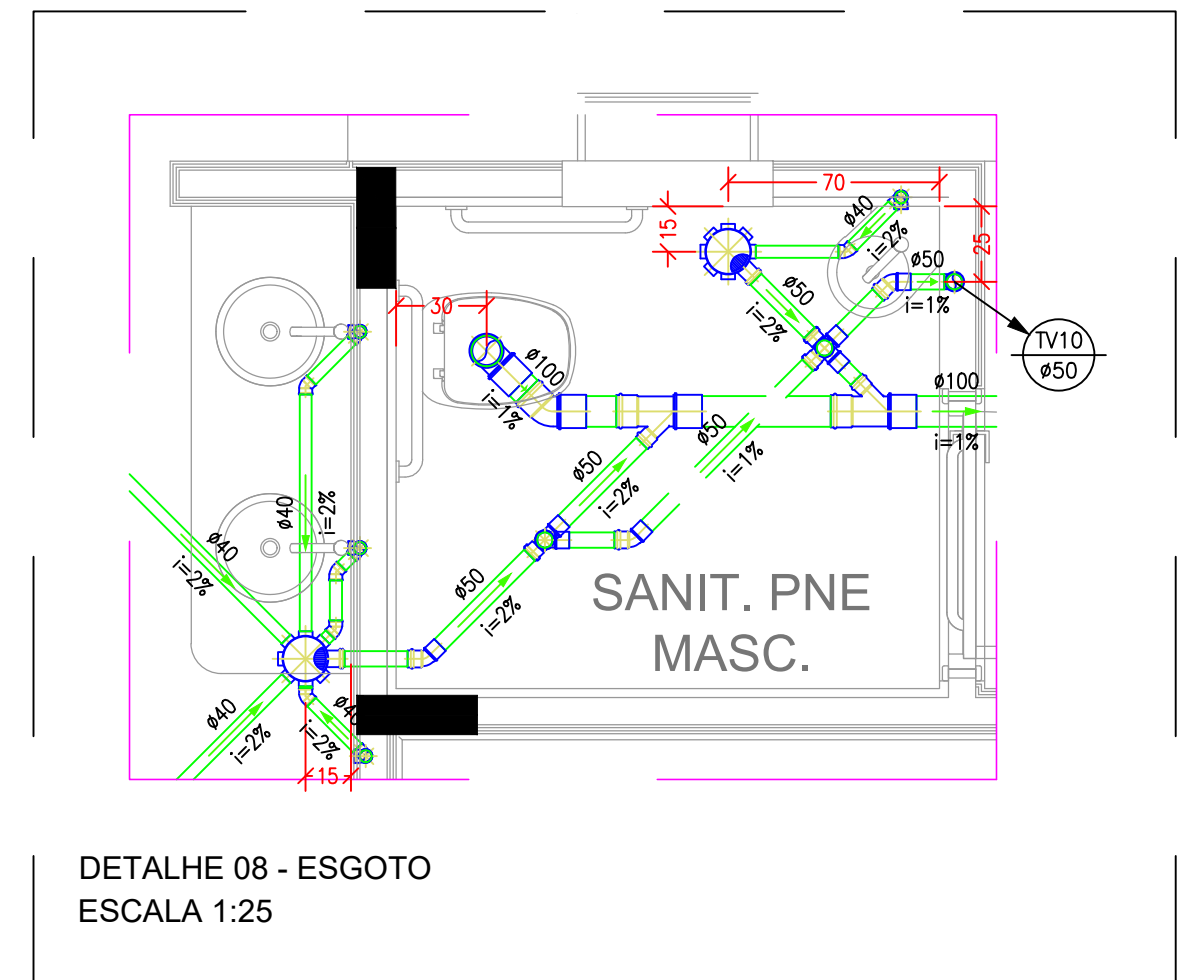 70
15
ø40
i=2%
25
ø50
i=1%
30
ø50
i=2%
TV10
ø50
ø100
i=1%
ø100
i=1%
ø50
i=1%
ø50
i=2%
ø40
i=2%
ø40
i=2%
ø50
i=2%
SANIT. PNE
MASC.
ø40
i=2%
ø40
i=2%
15
DETALHE 08 - ESGOTO
ESCALA 1:25